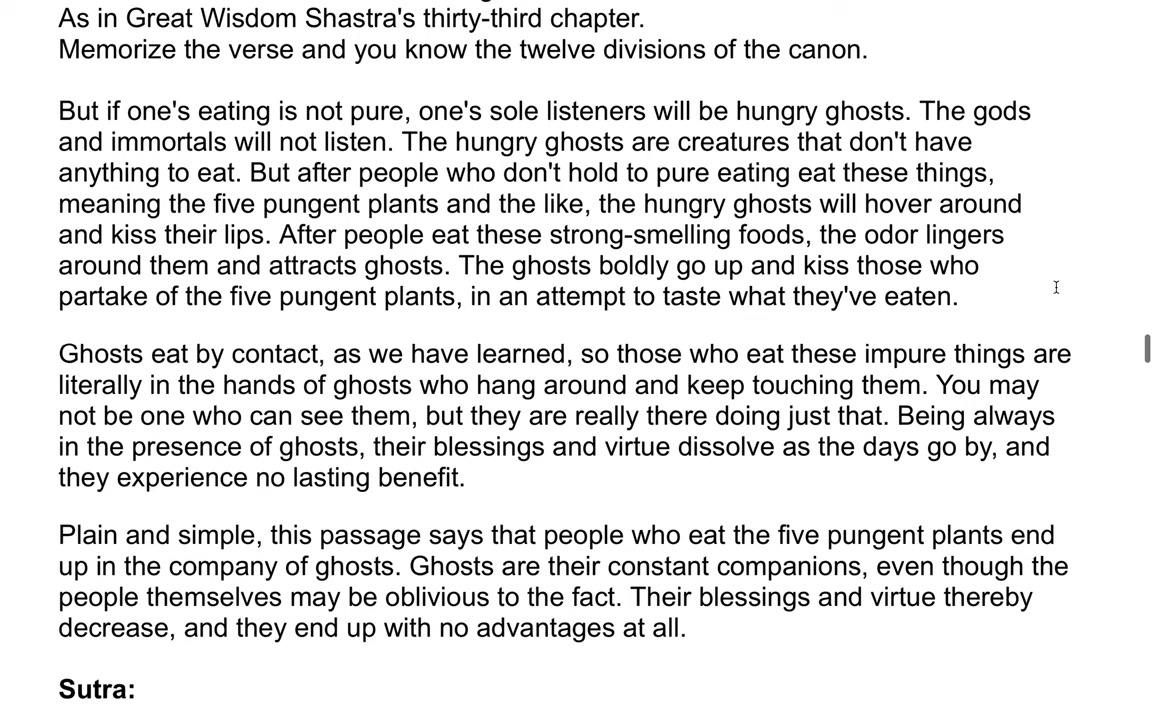 As in Great Wisdom Shastra's thirty-third chapter.
Memorize the verse and you know the twelve divisions of the canon.
But if one's eating is not pure, one's sole listeners will be hungry ghosts. The gods
and immortals will not listen. The hungry ghosts are creatures that don't have
anything to eat. But after people who don't hold to pure eating eat these things,
meaning the five pungent plants and the like, the hungry ghosts will hover around
and kiss their lips. After people eat these strong-smelling foods, the odor lingers
around them and attracts ghosts. The ghosts boldly go up and kiss those who
partake of the five pungent plants, in an attempt to taste what they've eaten.
Ghosts eat by contact, as we have learned, so those who eat these impure things are
literally in the hands of ghosts who hang around and keep touching them. You may
not be one who can see them, but they are really there doing just that. Being always
in the presence of ghosts, their blessings and virtue dissolve as the days go by, and
they experience no lasting benefit.
Plain and simple, this passage says that people who eat the five pungent plants end
up in the company of ghosts. Ghosts are their constant companions, even though the
people themselves may be oblivious to the fact. Their blessings and virtue thereby
decrease, and they end up with no advantages at all.
Sutra: